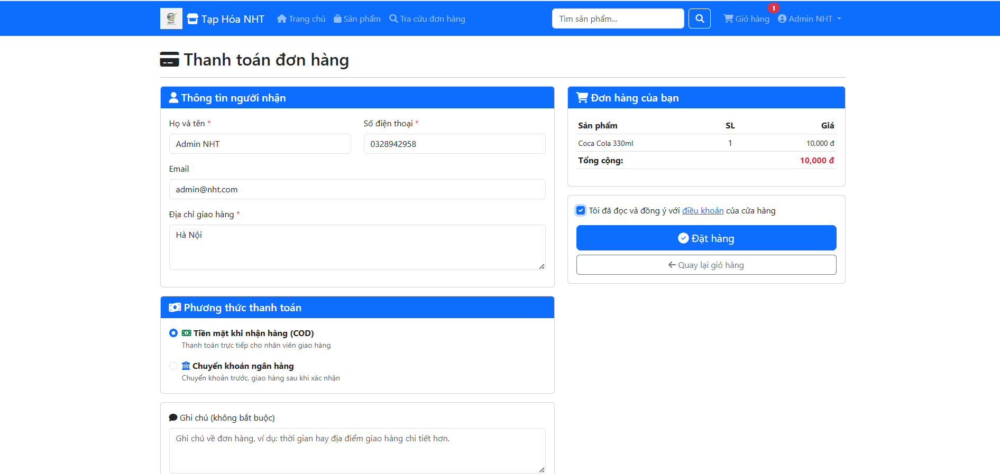 NHT Tạp Hóa NHT Trang chủ Sản phẩm Tra cứu đơn hàng Tìm sản phẩm... Giỏ hàng 1 Admin NHT
Thanh toán đơn hàng
Thông tin người nhận
Họ và tên * Số điện thoại *
Admin NHT 0328942958
Email
admin@nht.com
Địa chỉ giao hàng *
Hà Nội
Phương thức thanh toán
Tiền mặt khi nhận hàng (COD)
Thanh toán trực tiếp cho nhân viên giao hàng
Chuyển khoản ngân hàng
Chuyển khoản trước, giao hàng sau khi xác nhận
Ghi chú (không bắt buộc)
Ghi chú về đơn hàng, ví dụ: thời gian hay địa điểm giao hàng chi tiết hơn.
Đơn hàng của bạn
Sản phẩm SL Giá
Coca Cola 330ml 1 10,000 đ
Tổng cộng: 10,000 đ
Tôi đã đọc và đồng ý với điều khoản của cửa hàng
Đặt hàng
Quay lại giỏ hàng